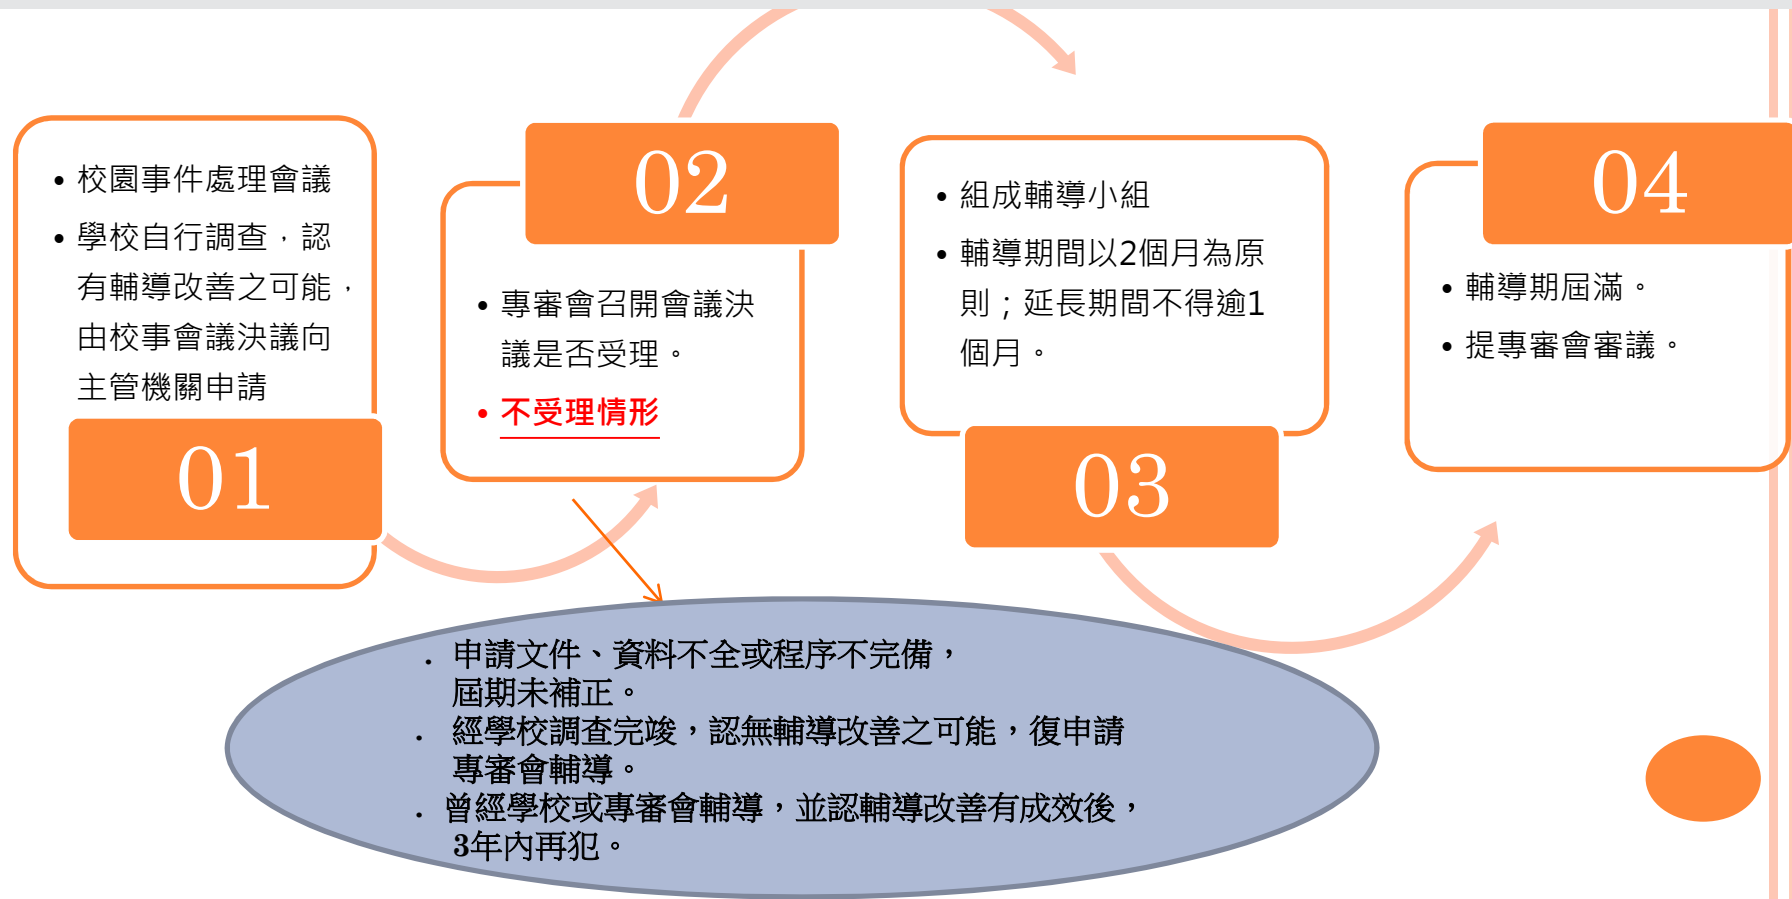 • 校園事件處理會議
• 學校自行調查，認
有輔導改善之可能，
由校事會議決議向
主管機關申請
01
02
• 專審會召開會議決
議是否受理。
• 不受理情形
• 組成輔導小組
• 輔導期間以2個月為原
則；延長期間不得逾1
個月。
03
04
• 輔導期屆滿。
• 提專審會審議。
. 申請文件、資料不全或程序不完備，
屆期未補正。
. 經學校調查完竣，認無輔導改善之可能，復申請
專審會輔導。
. 曾經學校或專審會輔導，並認輔導改善有成效後，
3年內再犯。